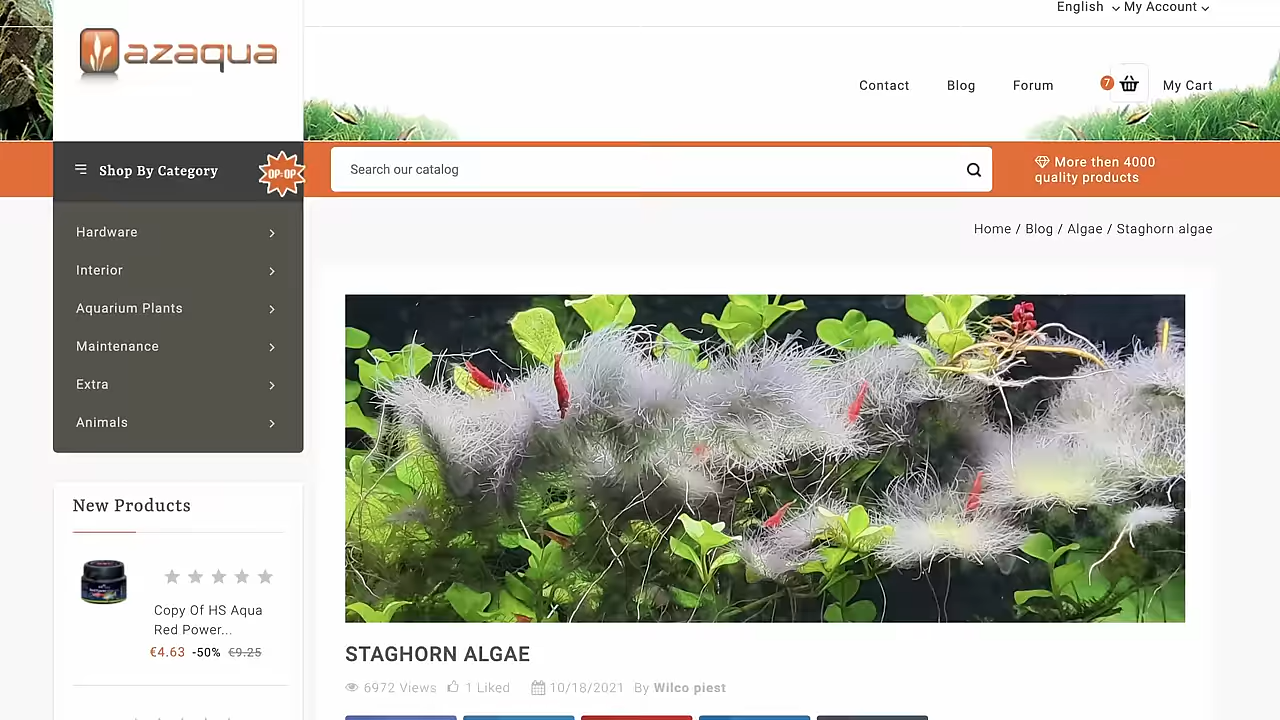 English
My Account
azaqua
Contact
Blog
Forum
7
My Cart
Shop By Category
OP=OP
Search our catalog
More then 4000
quality products
Hardware
Interior
Aquarium Plants
Maintenance
Extra
Animals
Home / Blog / Algae / Staghorn algae
New Products
Copy Of HS Aqua
Red Power...
€4.63 -50% €9.25
STAGHORN ALGAE
6972 Views 1 Liked 10/18/2021 By Wilco piest